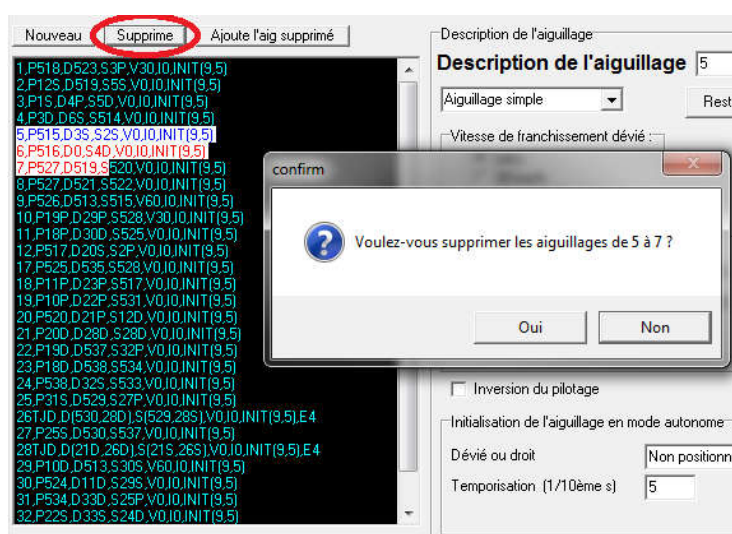 Nouveau Supprime Ajoute l'aig supprimé
1,P518,D523,S3P,V30,I0,INIT(9,5)
2,P12S,D519,S5S,V0,I0,INIT(9,5)
3,P1S,D4P,S5D,V0,I0,INIT(9,5)
4,P3D,D6S,S514,V0,I0,INIT(9,5)
5,P515,D3S,S2S,V0,I0,INIT(9,5)
6,P516,D0,S4D,V0,I0,INIT(9,5)
7,P527,D519,S520,V0,I0,INIT(9,5)
8,P527,D521,S522,V0,I0,INIT(9,5)
9,P526,D513,S515,V60,I0,INIT(9,5)
10,P19P,D29P,S528,V30,I0,INIT(9,5)
11,P18P,D30D,S525,V0,I0,INIT(9,5)
12,P517,D20S,S2P,V0,I0,INIT(9,5)
17,P525,D535,S528,V0,I0,INIT(9,5)
18,P11P,D23P,S517,V0,I0,INIT(9,5)
19,P10P,D22P,S531,V0,I0,INIT(9,5)
20,P520,D21P,S12D,V0,I0,INIT(9,5)
21,P20D,D28D,S28D,V0,I0,INIT(9,5)
22,P19D,D537,S32P,V0,I0,INIT(9,5)
23,P18D,D538,S534,V0,I0,INIT(9,5)
24,P538,D32S,S533,V0,I0,INIT(9,5)
25,P31S,D529,S27P,V0,I0,INIT(9,5)
26TJD,D(530,28D),S(529,28S),V0,I0,INIT(9,5),E4
27,P25S,D530,S537,V0,I0,INIT(9,5)
28TJD,D(21D,26D),S(21S,26S),V0,I0,INIT(9,5),E4
29,P10D,D513,S30S,V60,I0,INIT(9,5)
30,P524,D11D,S29S,V0,I0,INIT(9,5)
31,P534,D33D,S25P,V0,I0,INIT(9,5)
32,P22S,D33S,S24D,V0,I0,INIT(9,5)
Description de l'aiguillage
Description de l'aiguillage 5
Aiguillage simple Rest
Vitesse de franchissement dévié :
confirm
Voulez-vous supprimer les aiguillages de 5 à 7 ?
Oui Non
Inversion du pilotage
Initialisation de l'aiguillage en mode autonome
Dévié ou droit Non positionn
Temporisation (1/10ème s) 5